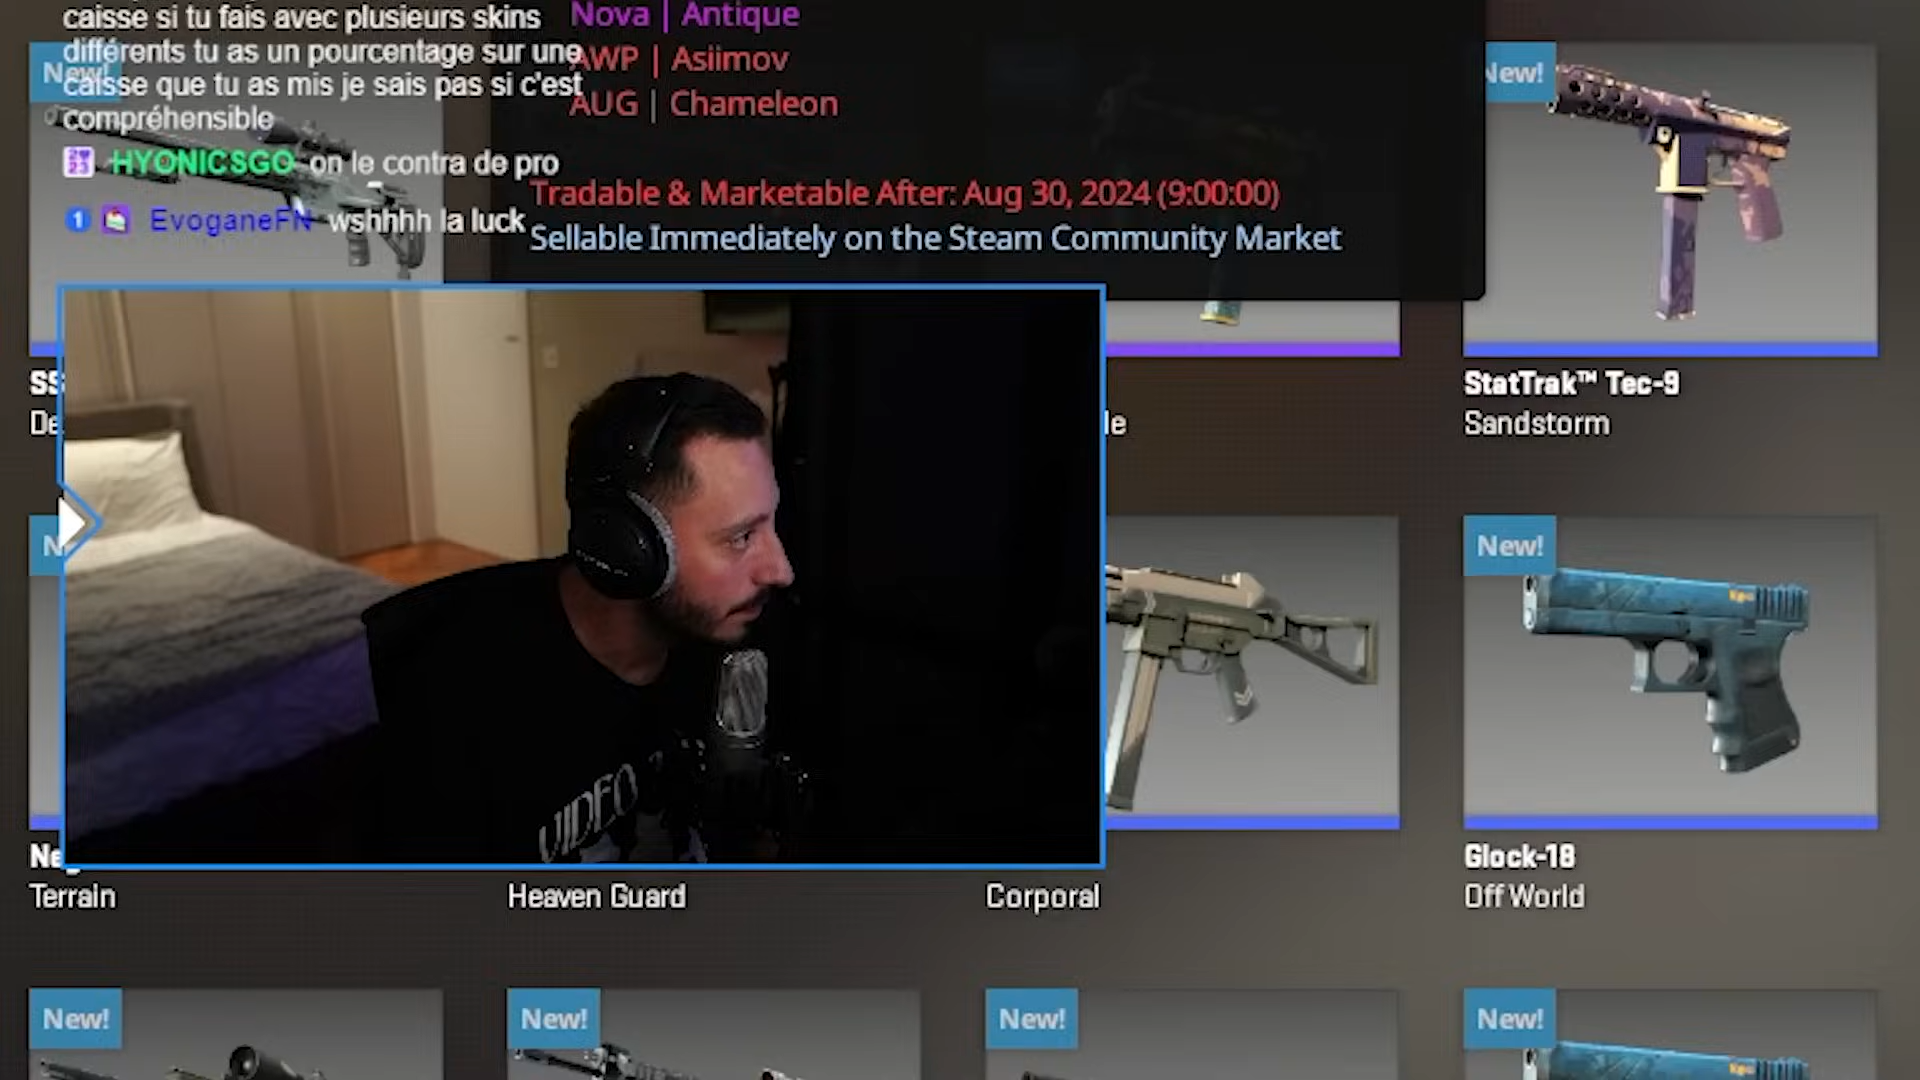 caisse si tu fais avec plusieurs skins
différents tu as un pourcentage sur une
caisse que tu as mis je sais pas si c'est
compréhensible
HYONICSGO on le contra de pro
1 EvoganeFN wshhhh la luck
Nova | Antique
AWP | Asiimov
AUG | Chameleon
Tradable & Marketable After: Aug 30, 2024 (9:00:00)
Sellable Immediately on the Steam Community Market
New!
New!
StatTrak™ Tec-9
Sandstorm
VIDEO
New!
Terrain
Heaven Guard
Corporal
Glock-18
Off World
New!
New!
New!
New!